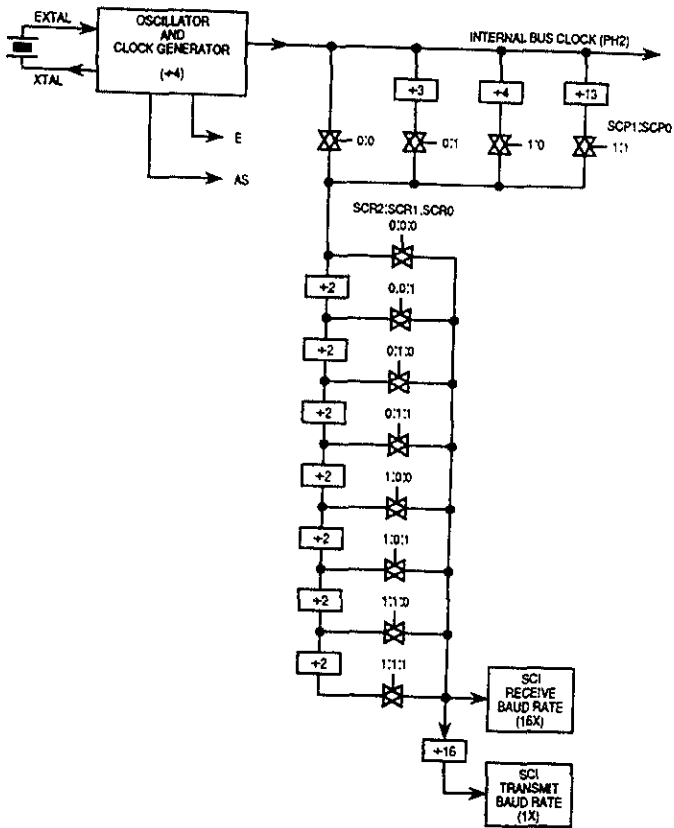 EXTAL
XTAL
OSCILLATOR
AND
CLOCK GENERATOR
(÷4)
E
AS
INTERNAL BUS CLOCK (PH2)
÷3
÷4
÷13
SCP1:SCP0
0:0
0:1
1:0
1:1
SCR2:SCR1:SCR0
0:0:0
÷2
0:0:1
÷2
0:1:0
÷2
0:1:1
÷2
1:0:0
÷2
1:0:1
÷2
1:1:0
÷2
1:1:1
SCI
RECEIVE
BAUD RATE
(16X)
÷16
SCI
TRANSMIT
BAUD RATE
(1X)